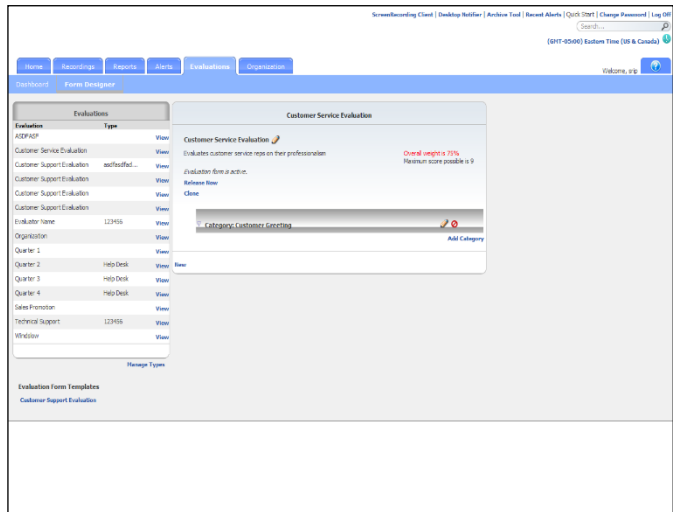 ScreenRecording Client | Desktop Notifier | Archive Tool | Recent Alerts | Quick Start | Change Password | Log Off
Search...
(GMT-05:00) Eastern Time (US & Canada)
Home Recordings Reports Alerts Evaluations Organization
Welcome, srip
Dashboard Form Designer
Evaluations
Evaluation Type
ASDFASF View
Customer Service Evaluation View
Customer Support Evaluation asdfasdfad... View
Customer Support Evaluation View
Customer Support Evaluation View
Customer Support Evaluation View
Evaluator Name 123456 View
Organization View
Quarter 1 View
Quarter 2 Help Desk View
Quarter 3 Help Desk View
Quarter 4 Help Desk View
Sales Promotion View
Technical Support 123456 View
Windslow View
Manage Types
Evaluation Form Templates
Customer Support Evaluation
Customer Service Evaluation
Customer Service Evaluation
Evaluates customer service reps on their professionalism
Overall weight is 79%
Maximum score possible is 9
Evaluation form is active.
Release Now
Clone
Category: Customer Greeting
Add Category
New